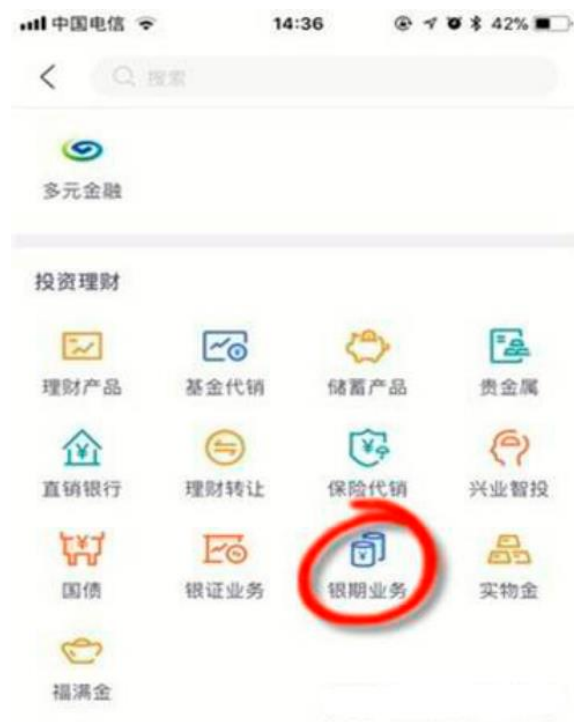 中国电信 14:36 42%
搜索
多元金融
投资理财
理财产品 基金代销 储蓄产品 贵金属
直销银行 理财转让 保险代销 兴业智投
国债 银证业务 银期业务 实物金
福满金